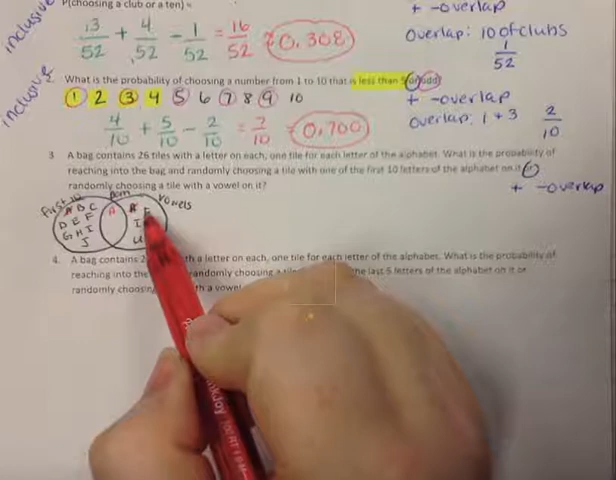 P(choosing a club or a ten) =
inclusive
13/52 + 4/52 - 1/52 = 16/52 ≈ 0.308
+ -overlap
overlap: 10 of clubs
1/52
inclusive
2. What is the probability of choosing a number from 1 to 10 that is less than 5 or odd?
1 2 3 4 5 6 7 8 9 10
+ -overlap
overlap: 1 + 3
2/10
4/10 + 5/10 - 2/10 = 7/10 = 0.700
3 A bag contains 26 tiles with a letter on each, one tile for each letter of the alphabet. What is the probability of
reaching into the bag and randomly choosing a tile with one of the first 10 letters of the alphabet on it or
randomly choosing a tile with a vowel on it?
+ -overlap
First 10
Both
Vowels
A B C
D E F
G H I
J
A
A E
I
U
4. A bag contains 2 h a letter on each, one tile for each letter of the alphabet. What is the probability of
reaching into the randomly choosing a the last 5 letters of the alphabet on it or
randomly choosing with a vowel